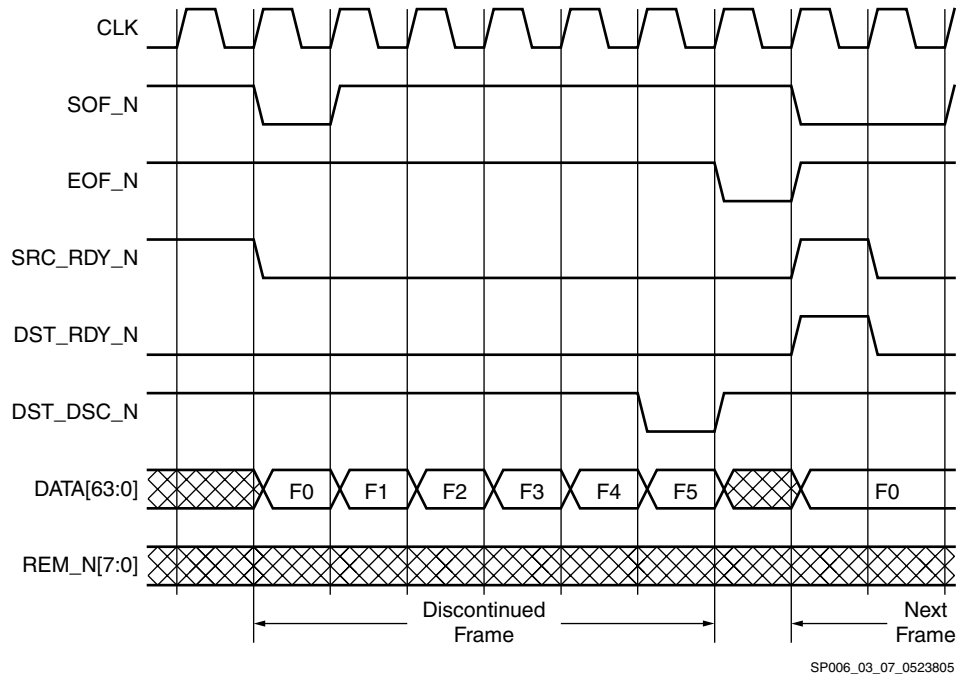 CLK
SOF_N
EOF_N
SRC_RDY_N
DST_RDY_N
DST_DSC_N
DATA[63:0] F0 F1 F2 F3 F4 F5 F0
REM_N[7:0]
Discontinued
Frame
Next
Frame
SP006_03_07_0523805